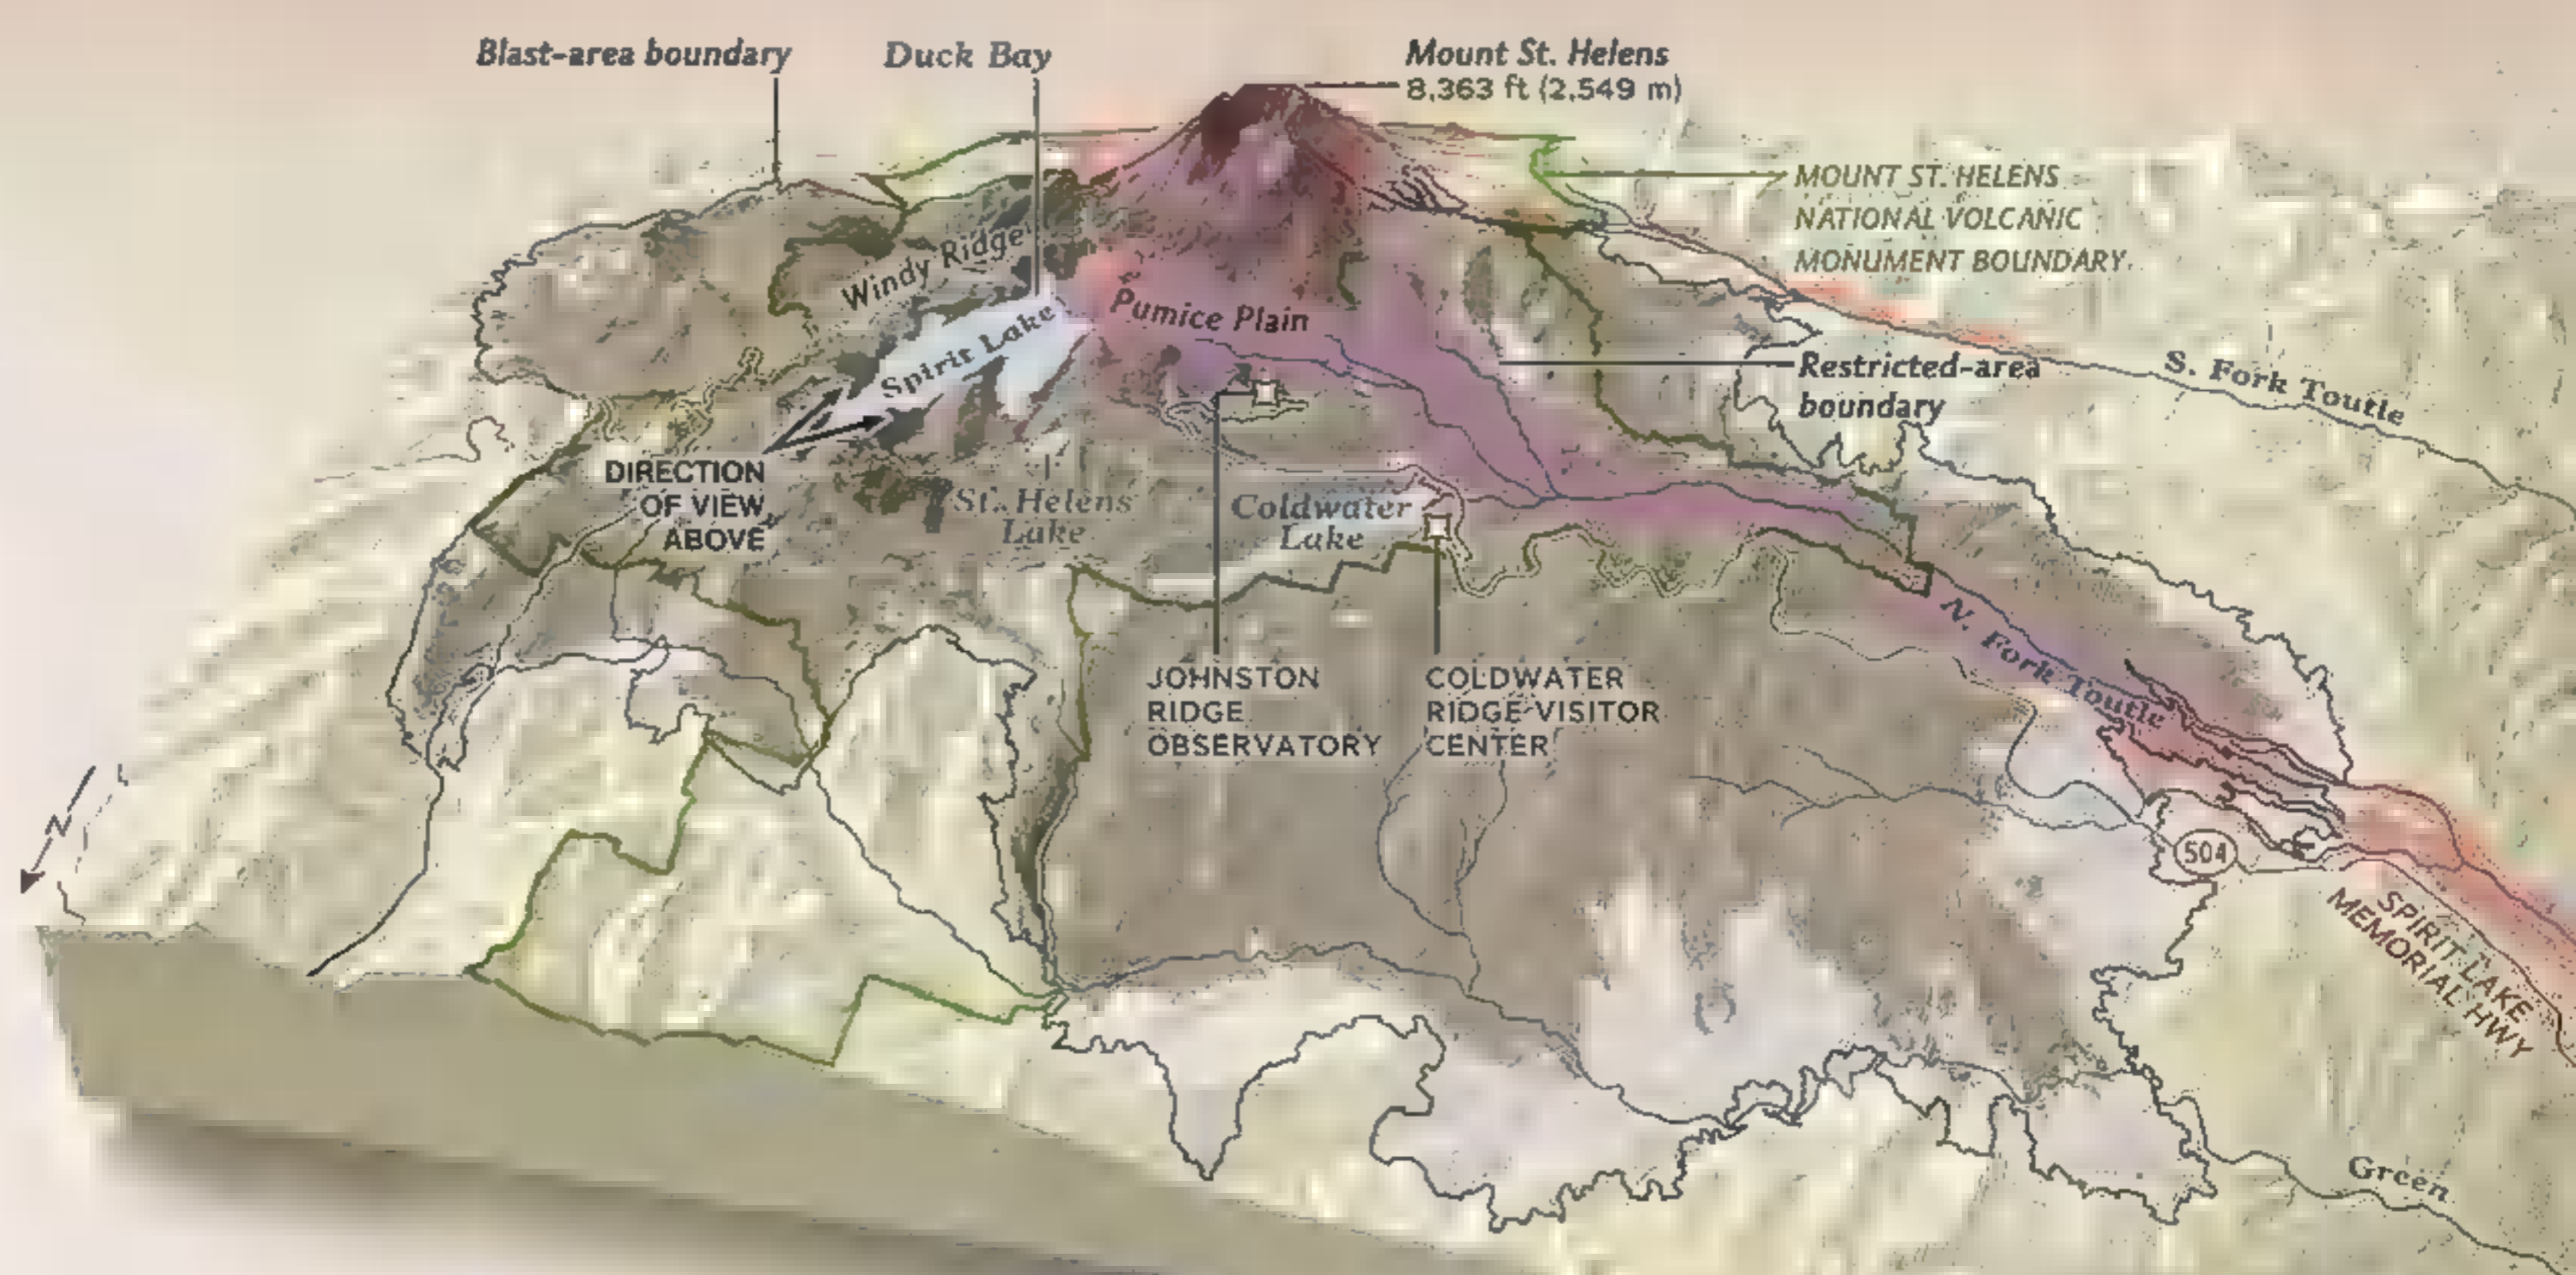 Blast-area boundary
Duck Bay
Mount St. Helens
8,363 ft (2,549 m)
MOUNT ST. HELENS
NATIONAL VOLCANIC
MONUMENT BOUNDARY
Windy Ridge
Pumice Plain
Spirit Lake
Restricted-area
boundary
S. Fork Toutle
DIRECTION
OF VIEW
ABOVE
St. Helens
Lake
Coldwater
Lake
N. Fork Toutle
JOHNSTON
RIDGE
OBSERVATORY
COLDWATER
RIDGE VISITOR
CENTER
N
504
SPIRIT LAKE
MEMORIAL HWY
Green